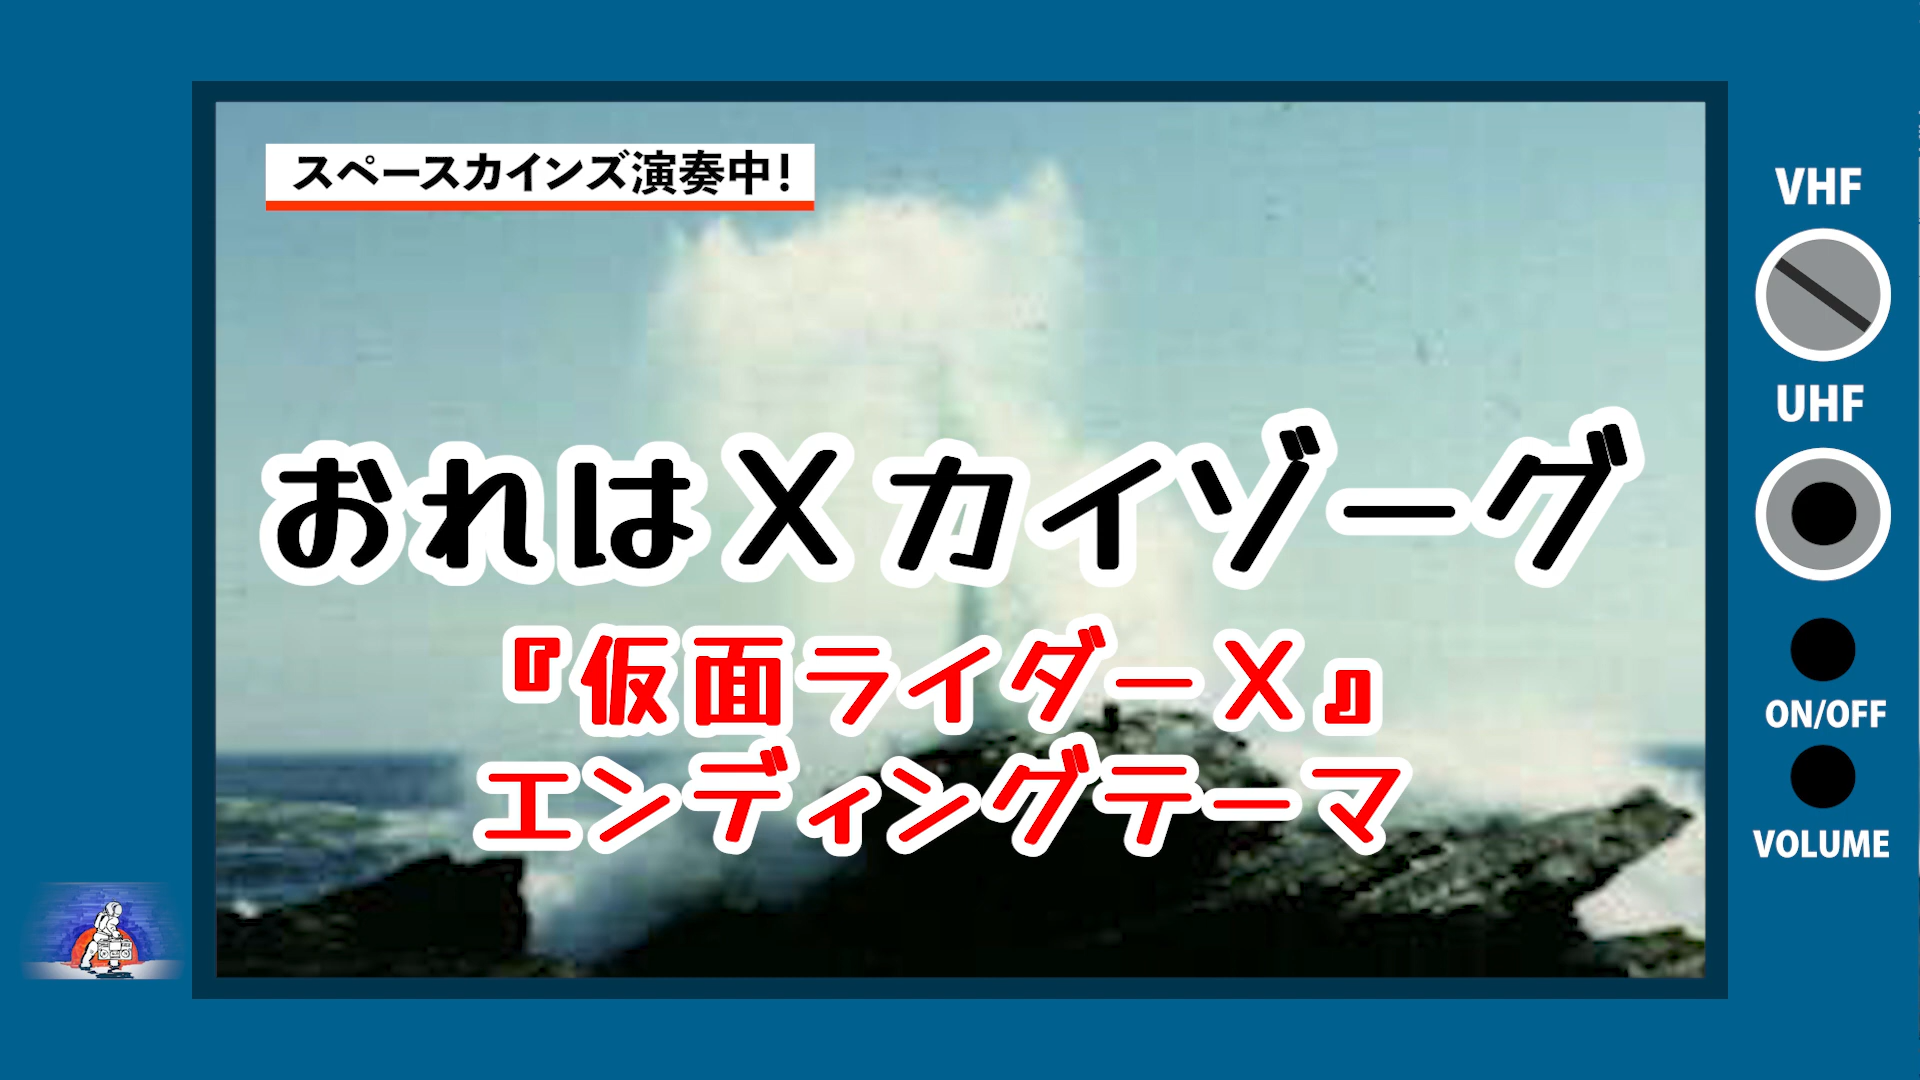 スペースカインズ演奏中!
おれはXカイゾーグ
『仮面ライダーX』
エンディングテーマ
VHF
UHF
ON/OFF
VOLUME